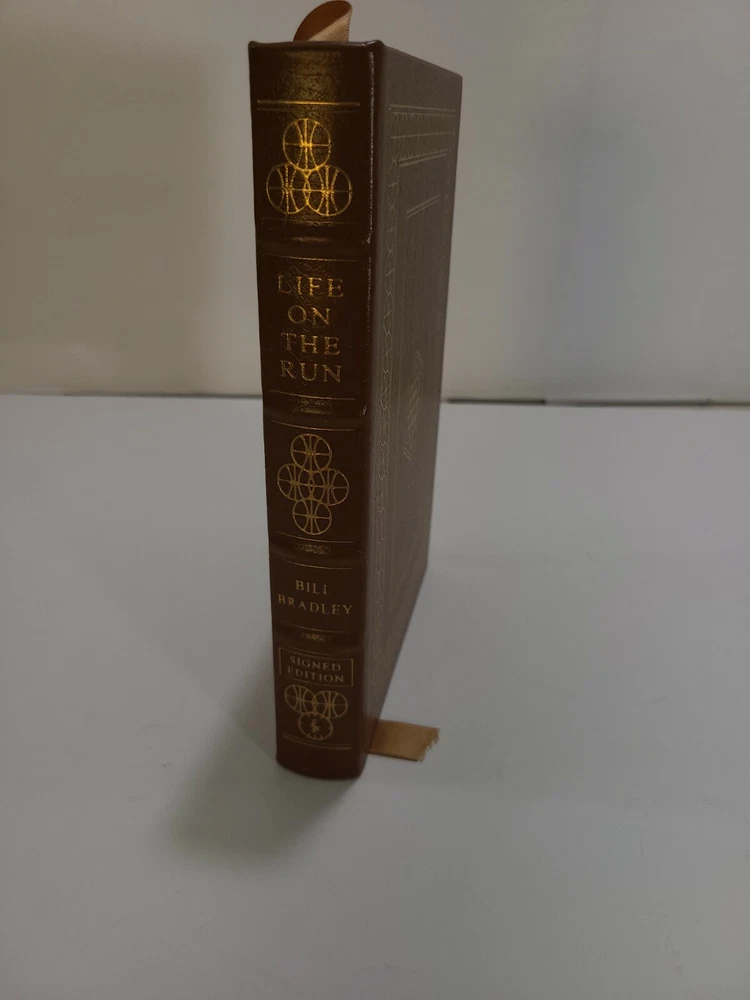 LIFE
ON
THE
RUN
BILL
BRADLEY
SIGNED
EDITION